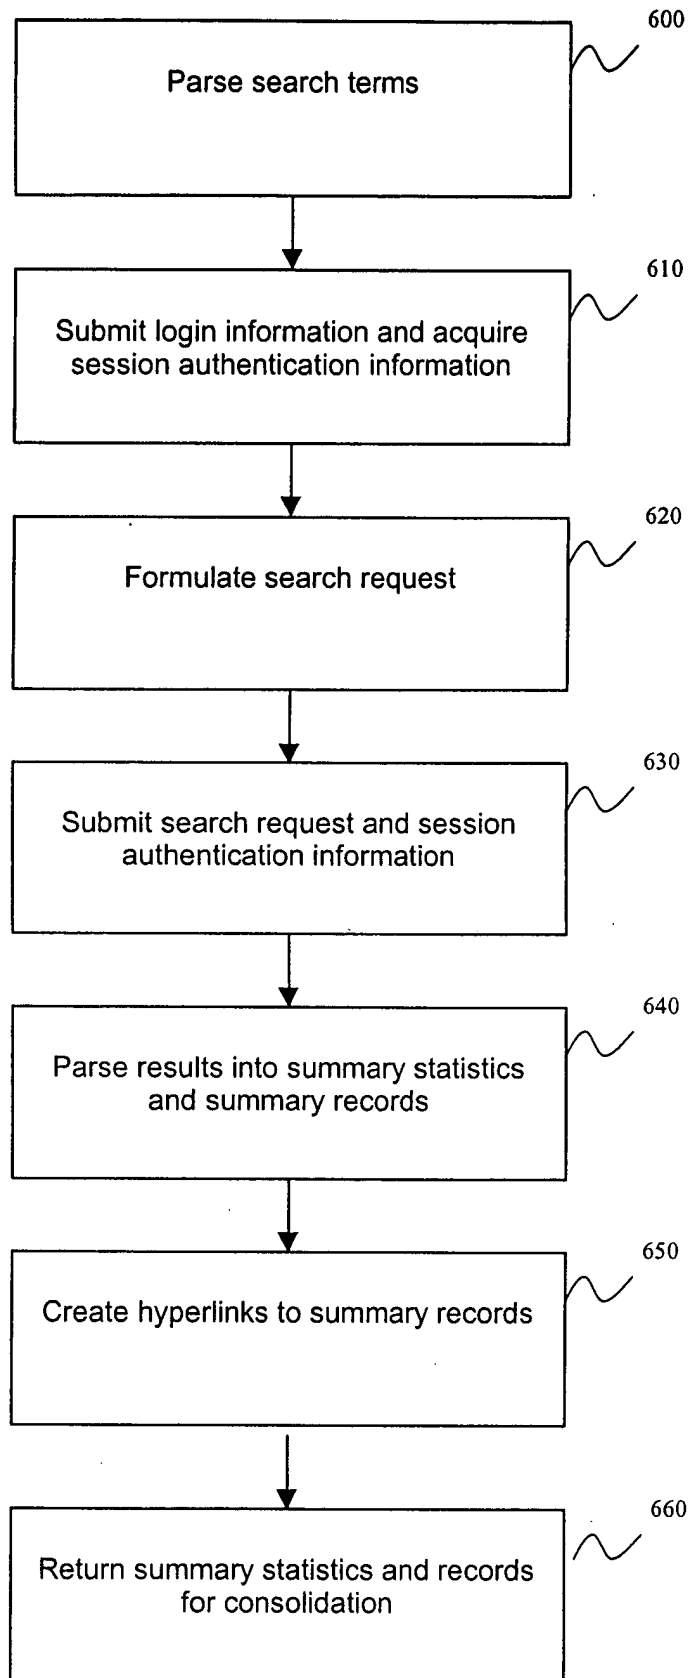 600
Parse search terms
610
Submit login information and acquire
session authentication information
620
Formulate search request
630
Submit search request and session
authentication information
640
Parse results into summary statistics
and summary records
650
Create hyperlinks to summary records
660
Return summary statistics and records
for consolidation